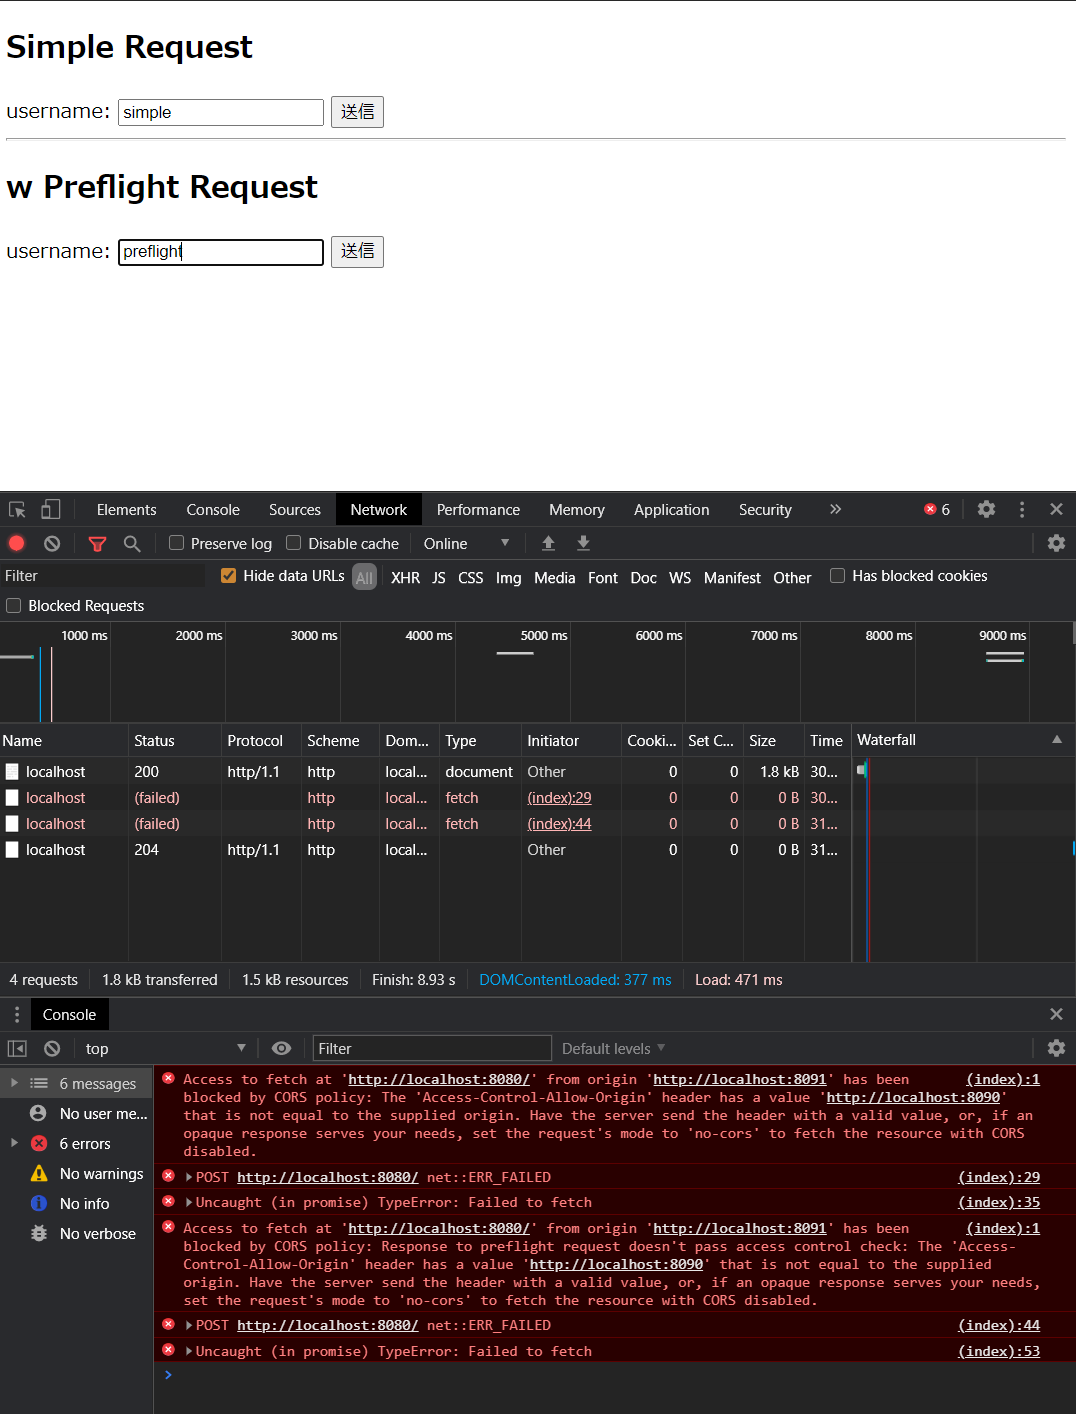 Simple Request
username: simple 送信
w Preflight Request
username: preflight 送信
Elements Console Sources Network Performance Memory Application Security » 6
Preserve log Disable cache Online
Filter Hide data URLs All XHR JS CSS Img Media Font Doc WS Manifest Other Has blocked cookies
Blocked Requests
1000 ms 2000 ms 3000 ms 4000 ms 5000 ms 6000 ms 7000 ms 8000 ms 9000 ms
Name Status Protocol Scheme Dom... Type Initiator Cooki... Set C... Size Time Waterfall
localhost 200 http/1.1 http local... document Other 0 0 1.8 kB 30...
localhost (failed) http local... fetch (index):29 0 0 0 B 30...
localhost (failed) http local... fetch (index):44 0 0 0 B 31...
localhost 204 http/1.1 http local... Other 0 0 0 B 31...
4 requests 1.8 kB transferred 1.5 kB resources Finish: 8.93 s DOMContentLoaded: 377 ms Load: 471 ms
Console
top Filter Default levels
6 messages
No user me...
6 errors
No warnings
No info
No verbose
Access to fetch at 'http://localhost:8080/' from origin 'http://localhost:8091' has been (index):1
blocked by CORS policy: The 'Access-Control-Allow-Origin' header has a value 'http://localhost:8090'
that is not equal to the supplied origin. Have the server send the header with a valid value, or, if an
opaque response serves your needs, set the request's mode to 'no-cors' to fetch the resource with CORS
disabled.
POST http://localhost:8080/ net::ERR_FAILED (index):29
Uncaught (in promise) TypeError: Failed to fetch (index):35
Access to fetch at 'http://localhost:8080/' from origin 'http://localhost:8091' has been (index):1
blocked by CORS policy: Response to preflight request doesn't pass access control check: The 'Access-
Control-Allow-Origin' header has a value 'http://localhost:8090' that is not equal to the supplied
origin. Have the server send the header with a valid value, or, if an opaque response serves your needs,
set the request's mode to 'no-cors' to fetch the resource with CORS disabled.
POST http://localhost:8080/ net::ERR_FAILED (index):44
Uncaught (in promise) TypeError: Failed to fetch (index):53